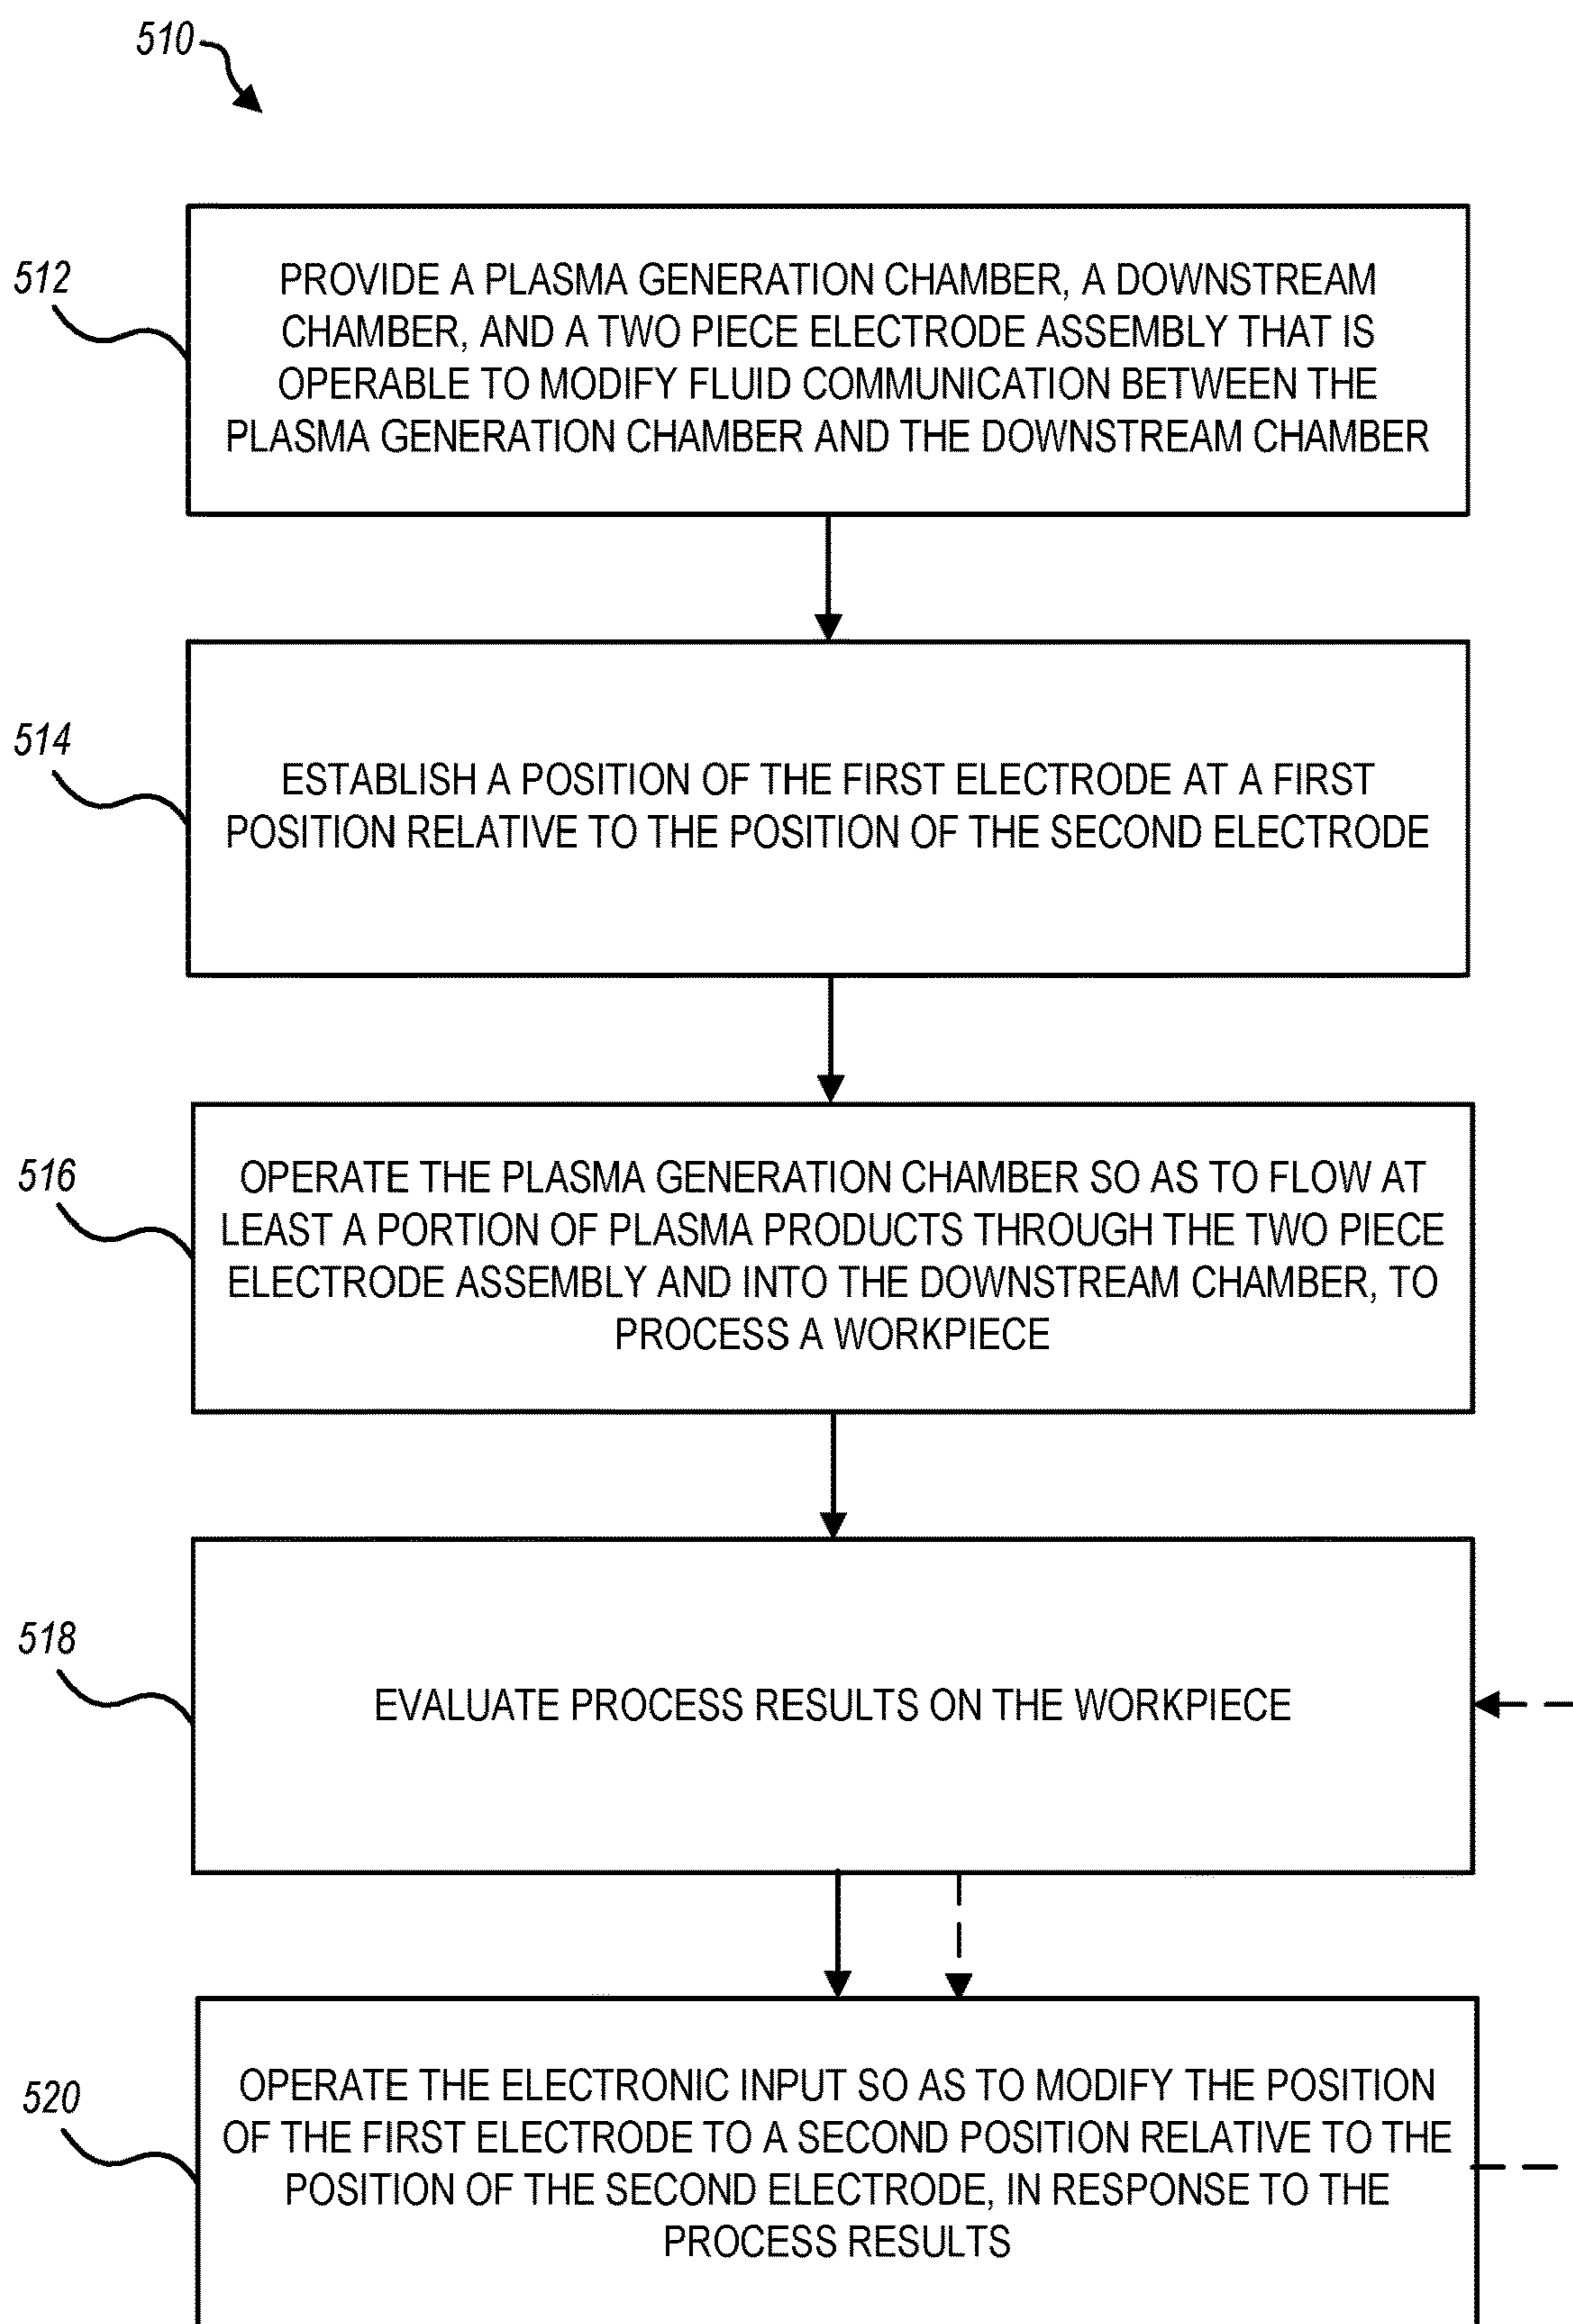 510
512
PROVIDE A PLASMA GENERATION CHAMBER, A DOWNSTREAM
CHAMBER, AND A TWO PIECE ELECTRODE ASSEMBLY THAT IS
OPERABLE TO MODIFY FLUID COMMUNICATION BETWEEN THE
PLASMA GENERATION CHAMBER AND THE DOWNSTREAM CHAMBER
514
ESTABLISH A POSITION OF THE FIRST ELECTRODE AT A FIRST
POSITION RELATIVE TO THE POSITION OF THE SECOND ELECTRODE
516
OPERATE THE PLASMA GENERATION CHAMBER SO AS TO FLOW AT
LEAST A PORTION OF PLASMA PRODUCTS THROUGH THE TWO PIECE
ELECTRODE ASSEMBLY AND INTO THE DOWNSTREAM CHAMBER, TO
PROCESS A WORKPIECE
518
EVALUATE PROCESS RESULTS ON THE WORKPIECE
520
OPERATE THE ELECTRONIC INPUT SO AS TO MODIFY THE POSITION
OF THE FIRST ELECTRODE TO A SECOND POSITION RELATIVE TO THE
POSITION OF THE SECOND ELECTRODE, IN RESPONSE TO THE
PROCESS RESULTS